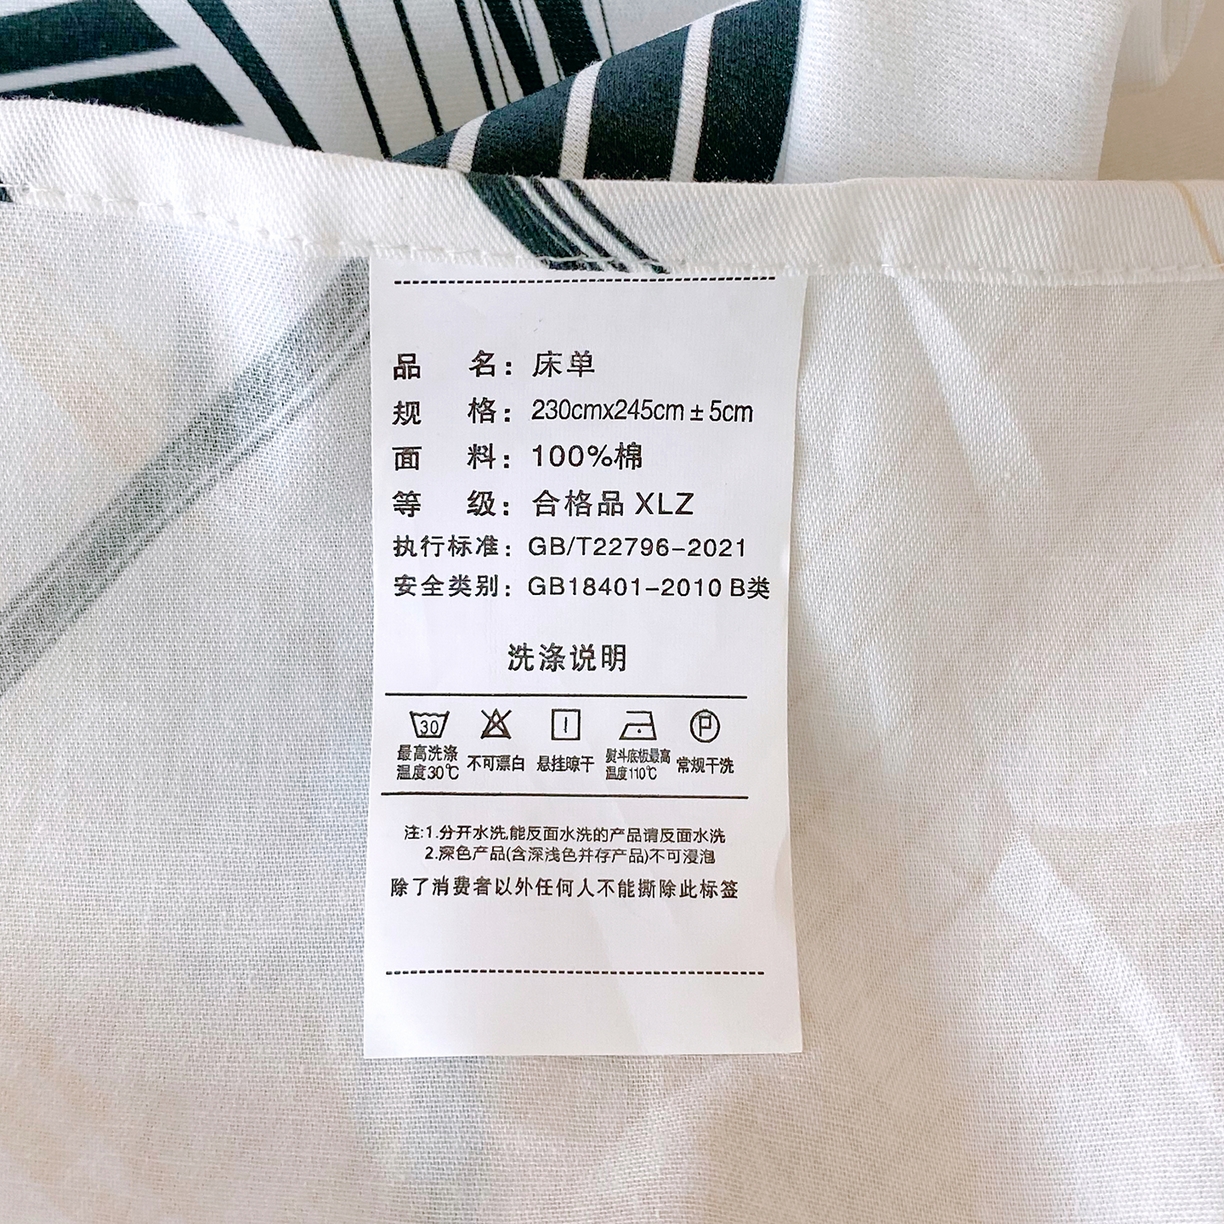 品 名：床单
规 格：230cmx245cm±5cm
面 料：100%棉
等 级：合格品 XLZ
执行标准：GB/T22796-2021
安全类别：GB18401-2010 B类
洗涤说明
30
P
最高洗涤温度30℃ 不可漂白 悬挂晾干 熨斗底板最高温度110℃ 常规干洗
注:1.分开水洗,能反面水洗的产品请反面水洗
2.深色产品(含深浅色并存产品)不可浸泡
除了消费者以外任何人不能撕除此标签